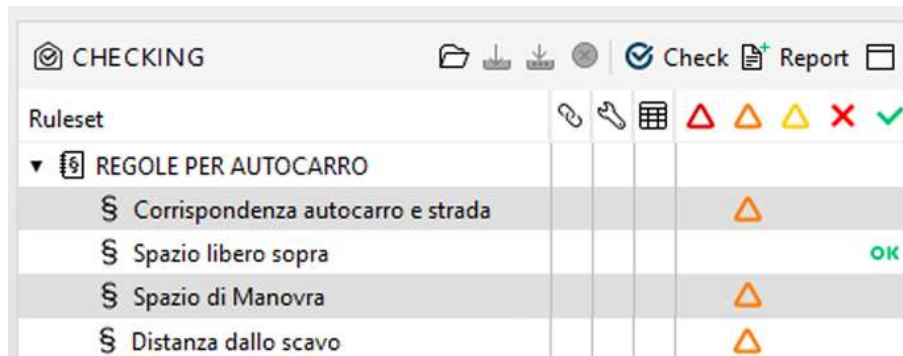 CHECKING Check Report
Ruleset
REGOLE PER AUTOCARRO
§ Corrispondenza autocarro e strada
§ Spazio libero sopra OK
§ Spazio di Manovra
§ Distanza dallo scavo